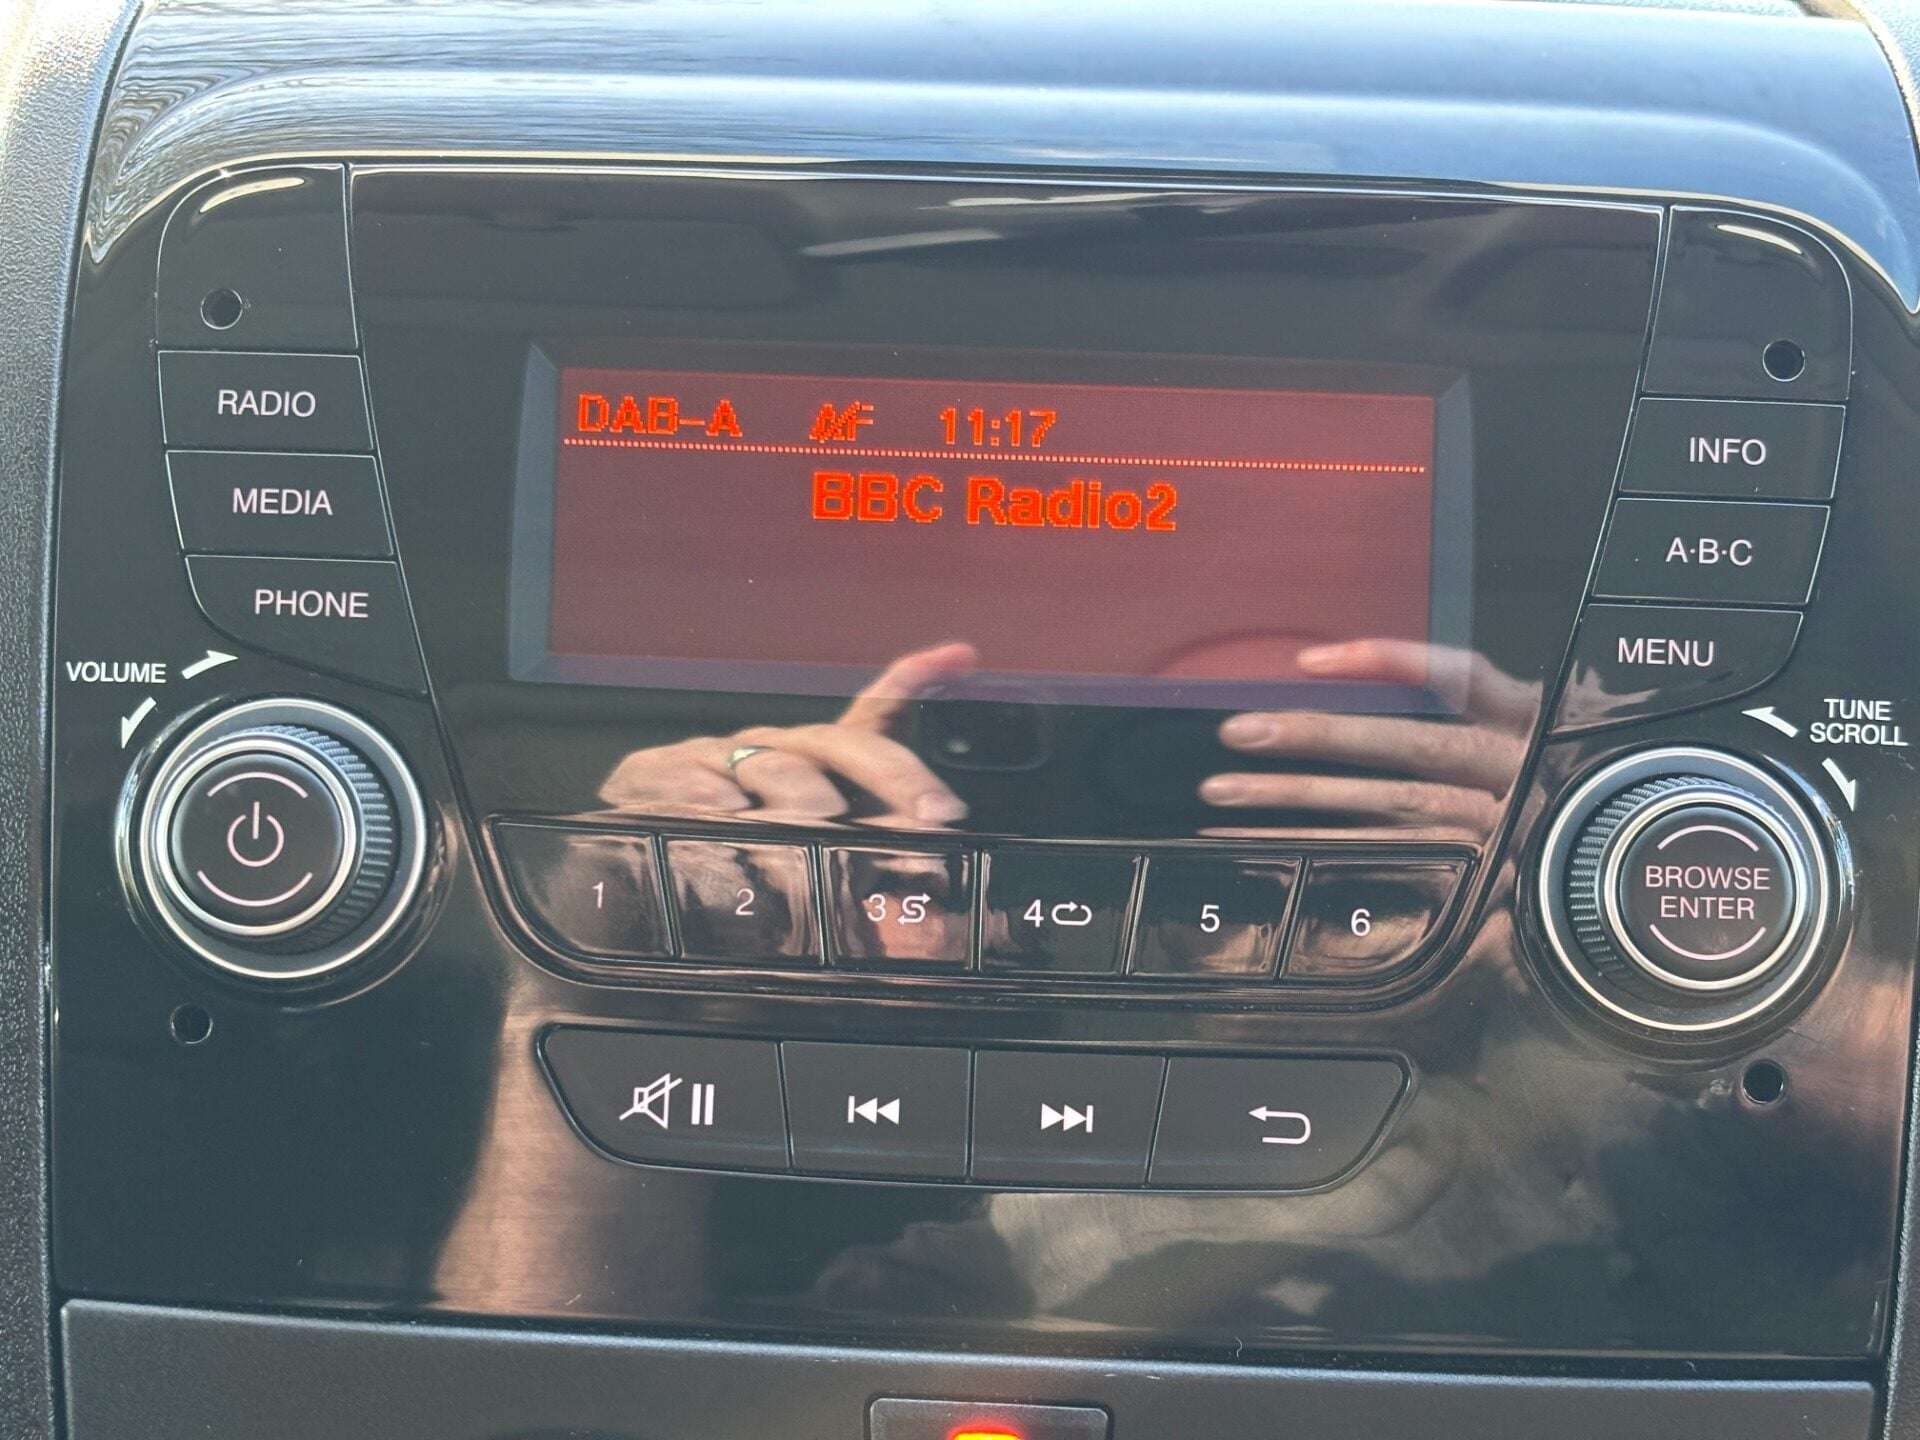 DAB-A AF 11:17
BBC Radio2
RADIO
MEDIA
PHONE
VOLUME
INFO
A·B·C
MENU
TUNE
SCROLL
BROWSE
ENTER
1
2
3
4
5
6